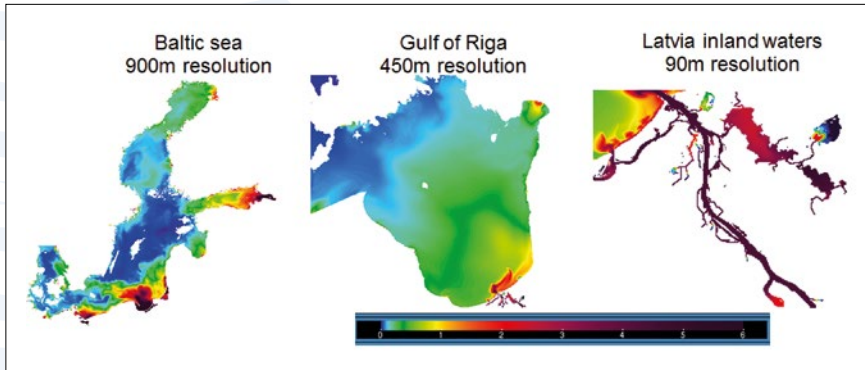 Baltic sea
900m resolution
Gulf of Riga
450m resolution
Latvia inland waters
90m resolution
0 1 2 3 4 5 6